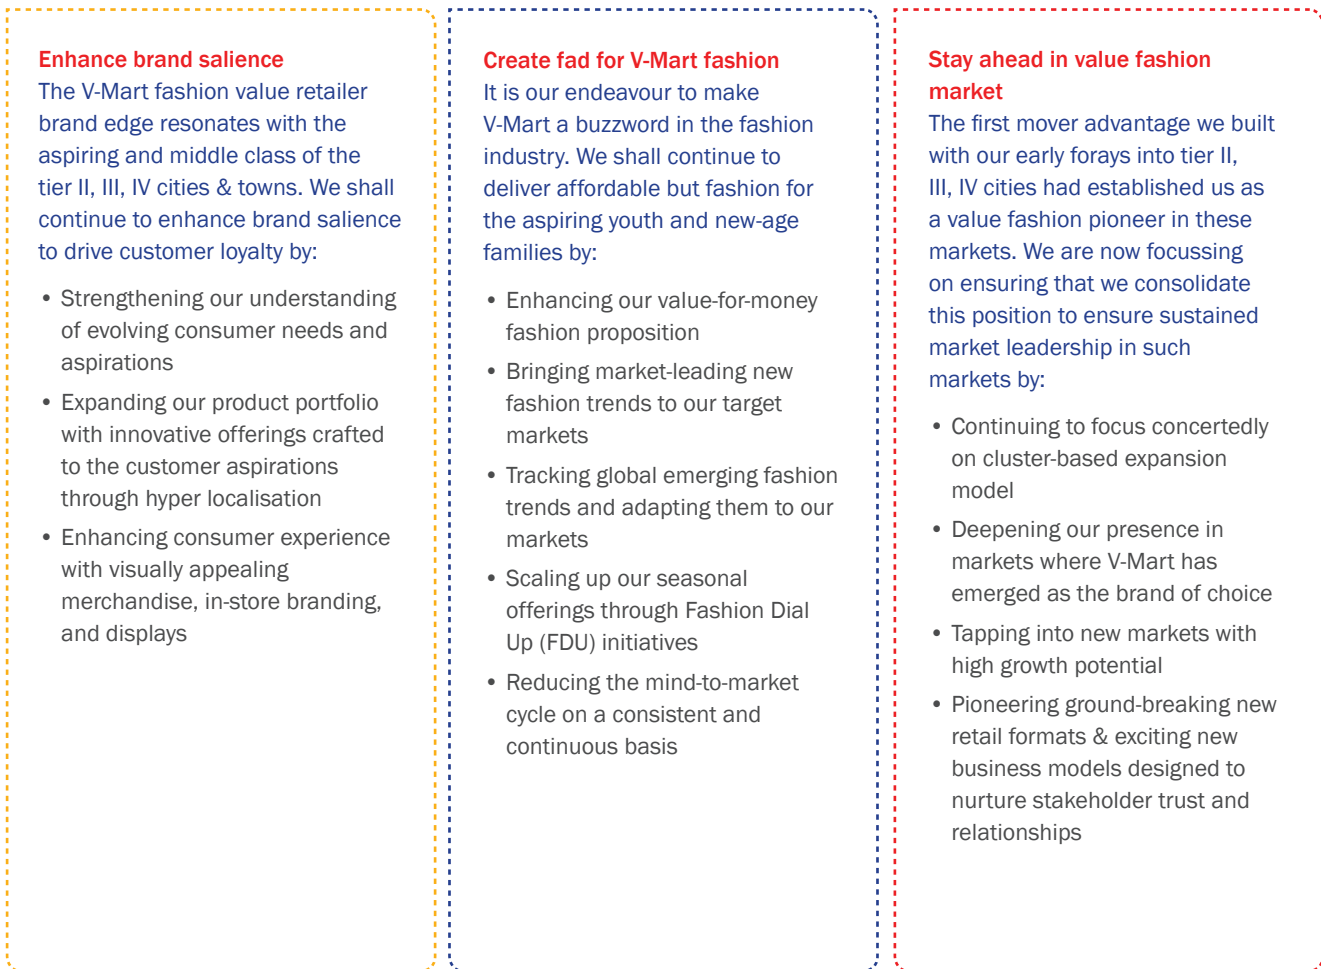 Enhance brand salience
The V-Mart fashion value retailer
brand edge resonates with the
aspiring and middle class of the
tier II, III, IV cities & towns. We shall
continue to enhance brand salience
to drive customer loyalty by:
• Strengthening our understanding
of evolving consumer needs and
aspirations
• Expanding our product portfolio
with innovative offerings crafted
to the customer aspirations
through hyper localisation
• Enhancing consumer experience
with visually appealing
merchandise, in-store branding,
and displays
Create fad for V-Mart fashion
It is our endeavour to make
V-Mart a buzzword in the fashion
industry. We shall continue to
deliver affordable but fashion for
the aspiring youth and new-age
families by:
• Enhancing our value-for-money
fashion proposition
• Bringing market-leading new
fashion trends to our target
markets
• Tracking global emerging fashion
trends and adapting them to our
markets
• Scaling up our seasonal
offerings through Fashion Dial
Up (FDU) initiatives
• Reducing the mind-to-market
cycle on a consistent and
continuous basis
Stay ahead in value fashion
market
The first mover advantage we built
with our early forays into tier II,
III, IV cities had established us as
a value fashion pioneer in these
markets. We are now focussing
on ensuring that we consolidate
this position to ensure sustained
market leadership in such
markets by:
• Continuing to focus concertedly
on cluster-based expansion
model
• Deepening our presence in
markets where V-Mart has
emerged as the brand of choice
• Tapping into new markets with
high growth potential
• Pioneering ground-breaking new
retail formats & exciting new
business models designed to
nurture stakeholder trust and
relationships